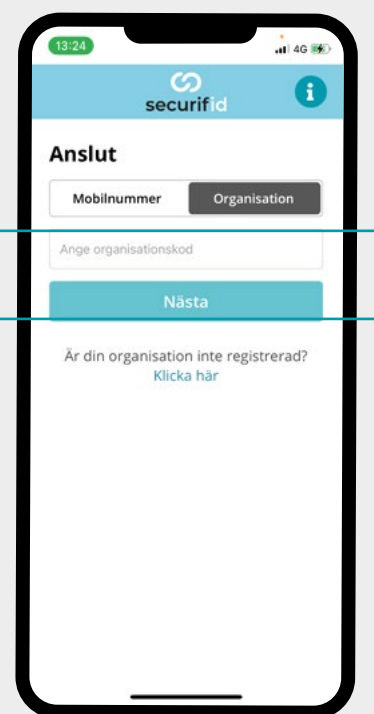 13:24
4G
securifid
i
Anslut
Mobilnummer Organisation
Ange organisationskod
Nästa
Är din organisation inte registrerad?
Klicka här